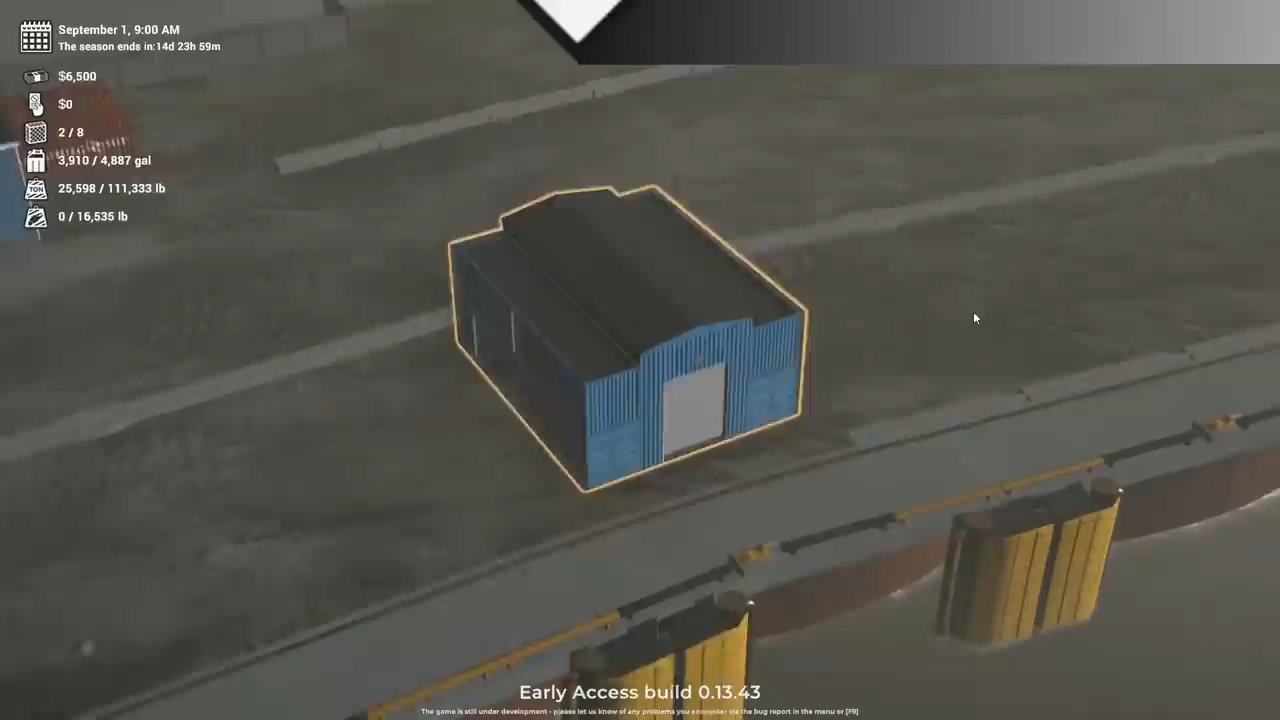 September 1, 9:00 AM
The season ends in:14d 23h 59m
$6,500
$0
2 / 8
3,910 / 4,887 gal
TON
25,598 / 111,333 lb
0 / 16,535 lb
Early Access build 0.13.43
The game is still under development - please let us know of any problems you encounter via the bug report in the menu or [F9]